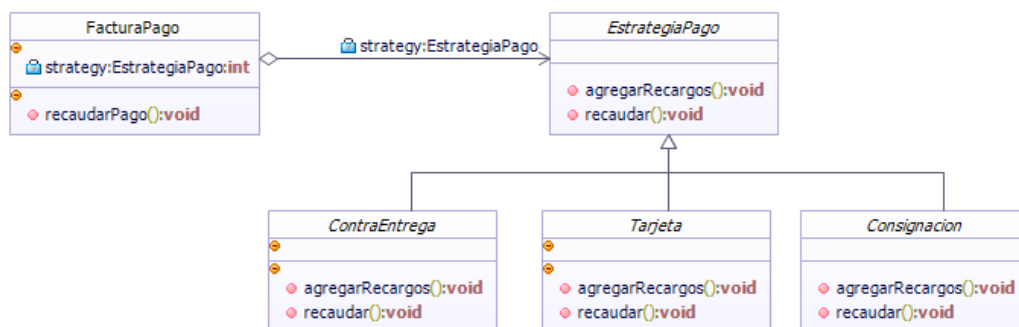 FacturaPago
strategy:EstrategiaPago:int
recaudarPago():void
strategy:EstrategiaPago
EstrategiaPago
agregarRecargos():void
recaudar():void
ContraEntrega
agregarRecargos():void
recaudar():void
Tarjeta
agregarRecargos():void
recaudar():void
Consignacion
agregarRecargos():void
recaudar():void